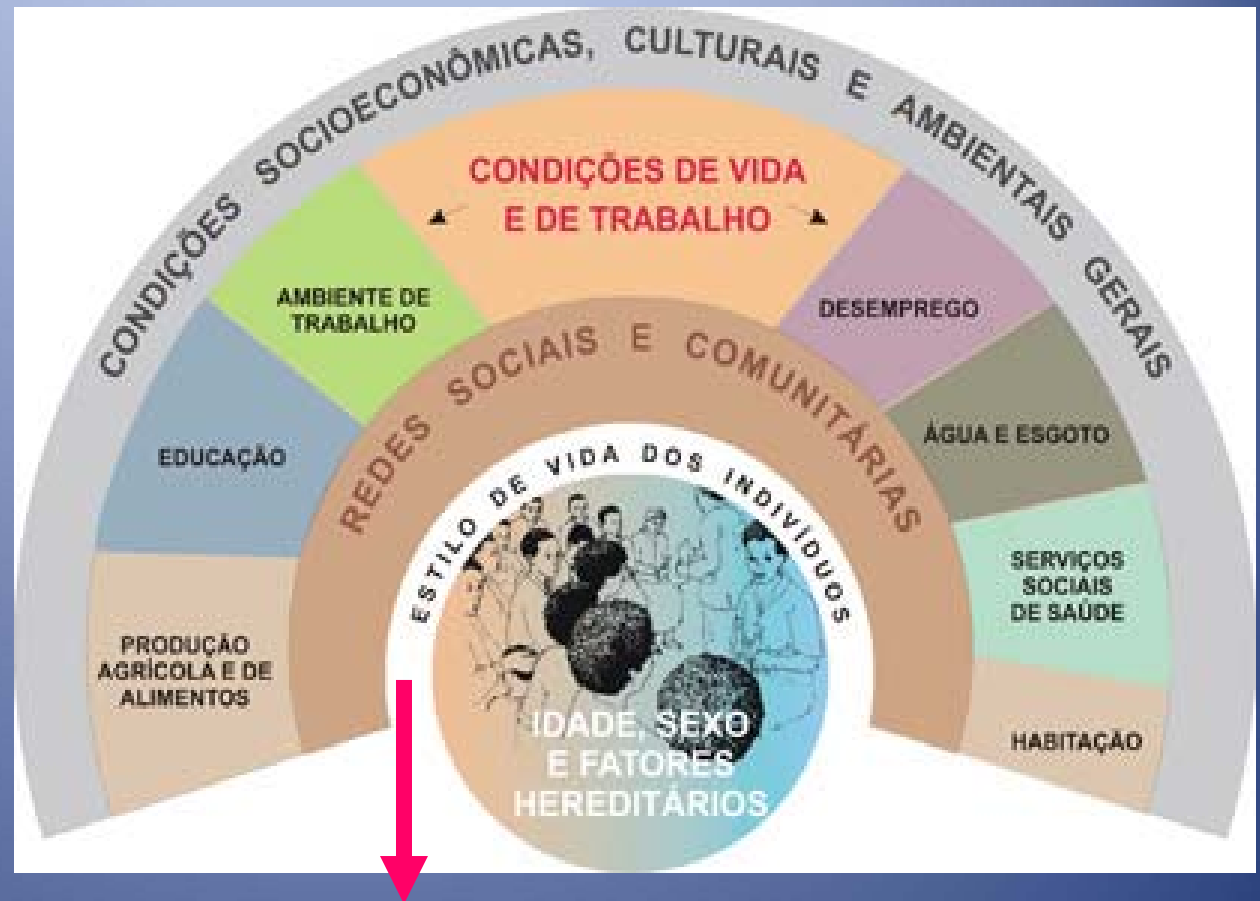 CONDIÇÕES SOCIOECONÔMICAS, CULTURAIS E AMBIENTAIS GERAIS
CONDIÇÕES DE VIDA
E DE TRABALHO
AMBIENTE DE
TRABALHO
DESEMPREGO
EDUCAÇÃO
ÁGUA E ESGOTO
PRODUÇÃO
AGRÍCOLA E DE
ALIMENTOS
SERVIÇOS
SOCIAIS
DE SAÚDE
HABITAÇÃO
REDES SOCIAIS E COMUNITÁRIAS
ESTILO DE VIDA DOS INDIVÍDUOS
IDADE, SEXO
E FATORES
HEREDITÁRIOS